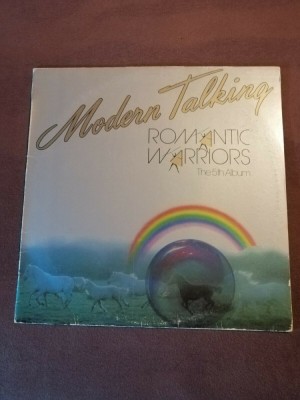 Modern Talking
ROMANTIC
WARRIORS
The 5th Album